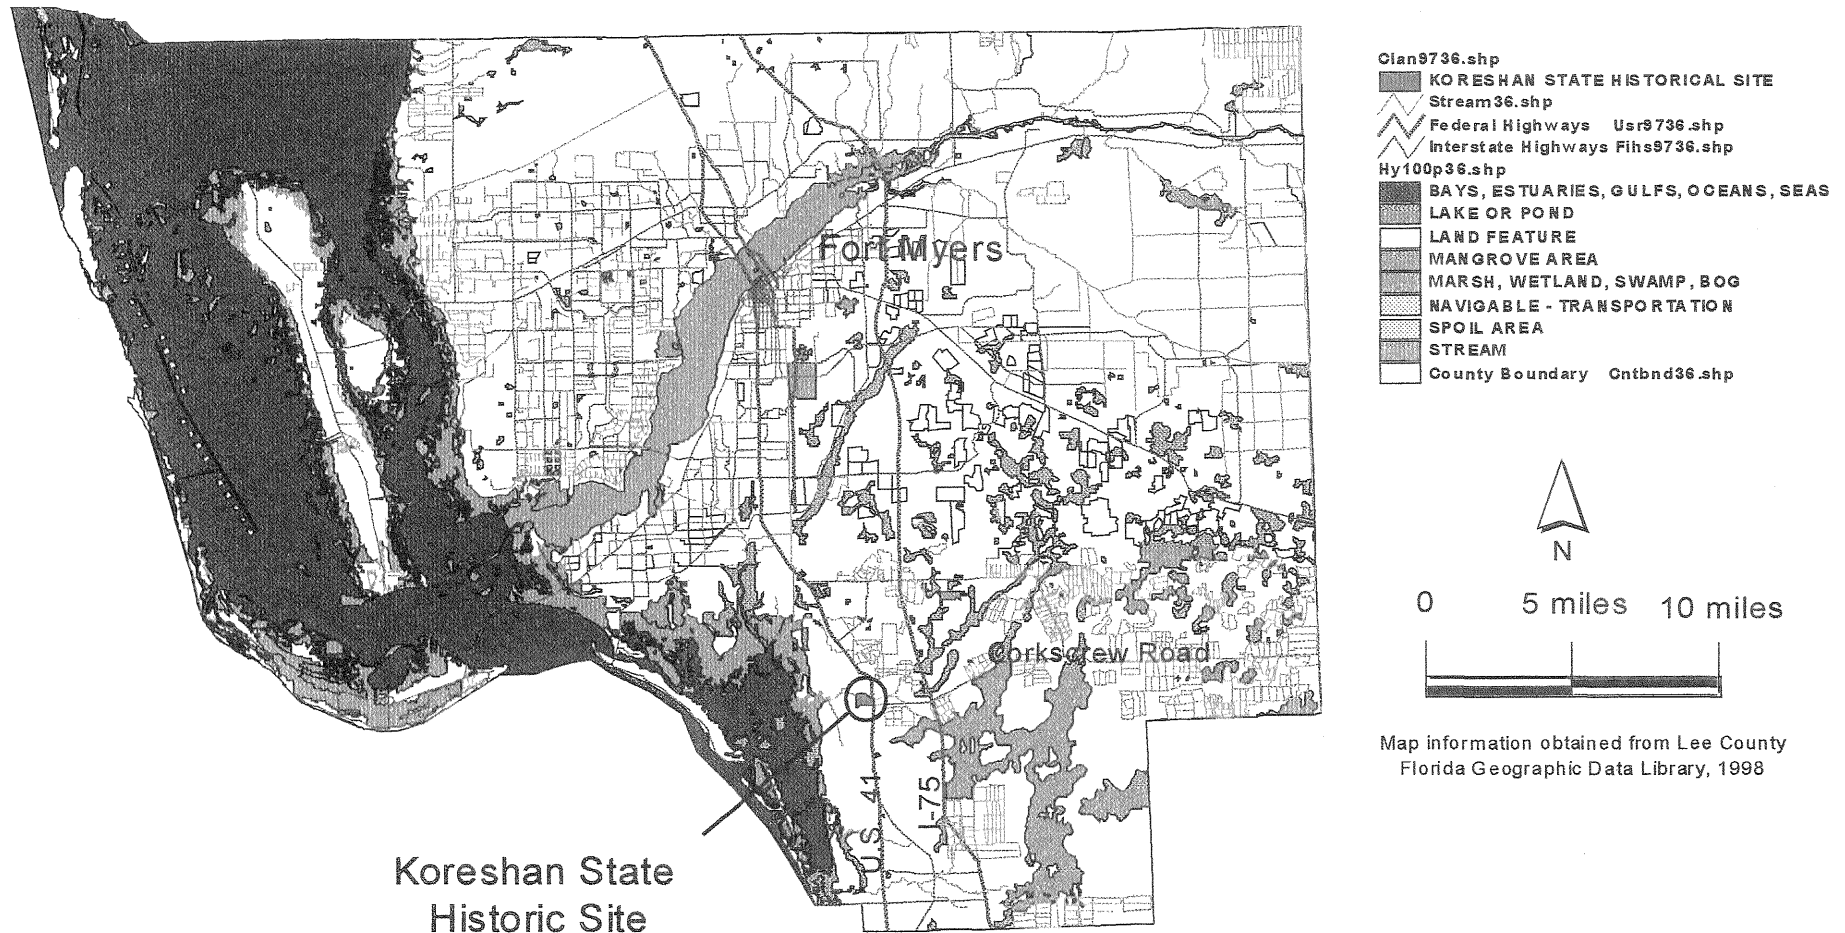 Clan9736.shp
KORESHAN STATE HISTORICAL SITE
Stream36.shp
Federal Highways Usr9736.shp
Interstate Highways Fihs9736.shp
Hy100p36.shp
BAYS, ESTUARIES, GULFS, OCEANS, SEAS
LAKE OR POND
LAND FEATURE
MANGROVE AREA
MARSH, WETLAND, SWAMP, BOG
NAVIGABLE - TRANSPORTATION
SPOIL AREA
STREAM
County Boundary Cntbnd36.shp
Fort Myers
N
0 5 miles 10 miles
Corkscrew Road
Map information obtained from Lee County
Florida Geographic Data Library, 1998
U.S. 41
I-75
Koreshan State
Historic Site